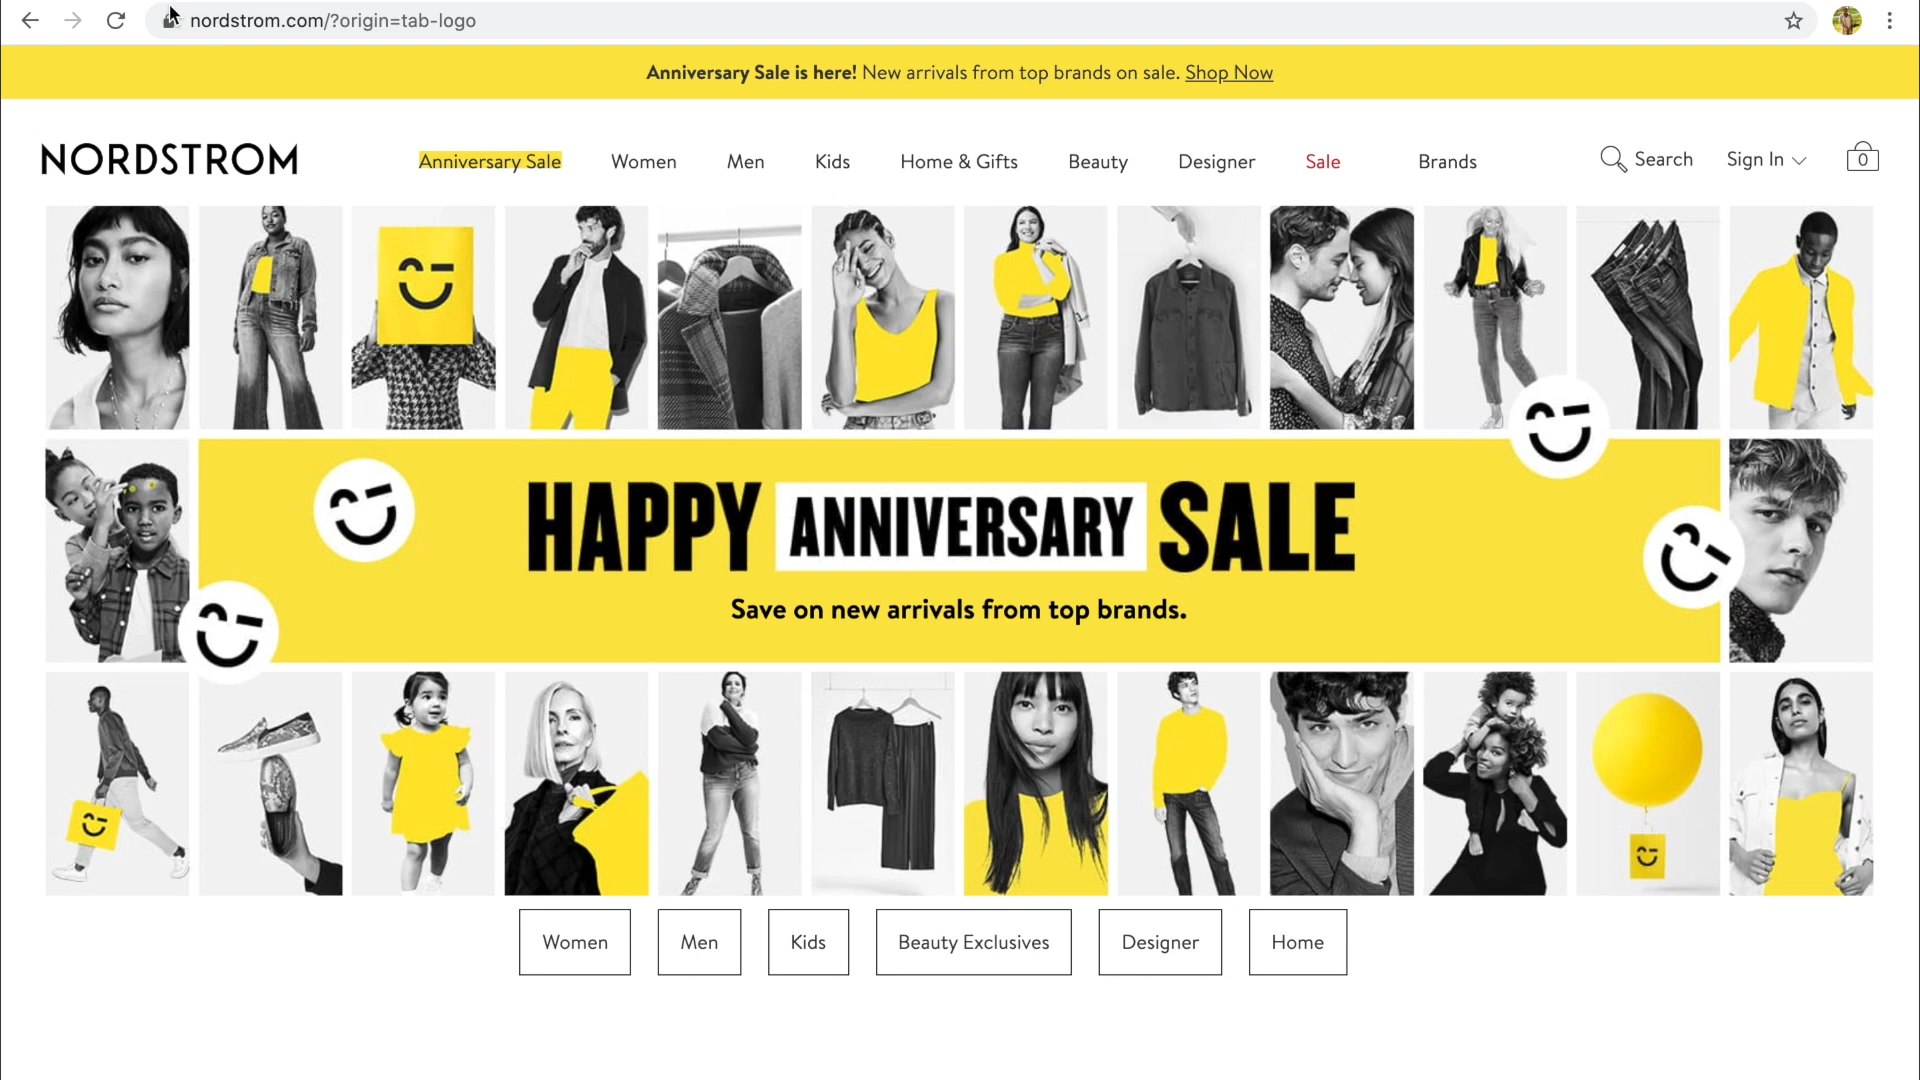 nordstrom.com/?origin=tab-logo
Anniversary Sale is here! New arrivals from top brands on sale. Shop Now
NORDSTROM
Anniversary Sale
Women
Men
Kids
Home & Gifts
Beauty
Designer
Sale
Brands
Search
Sign In
0
HAPPY ANNIVERSARY SALE
Save on new arrivals from top brands.
Women
Men
Kids
Beauty Exclusives
Designer
Home